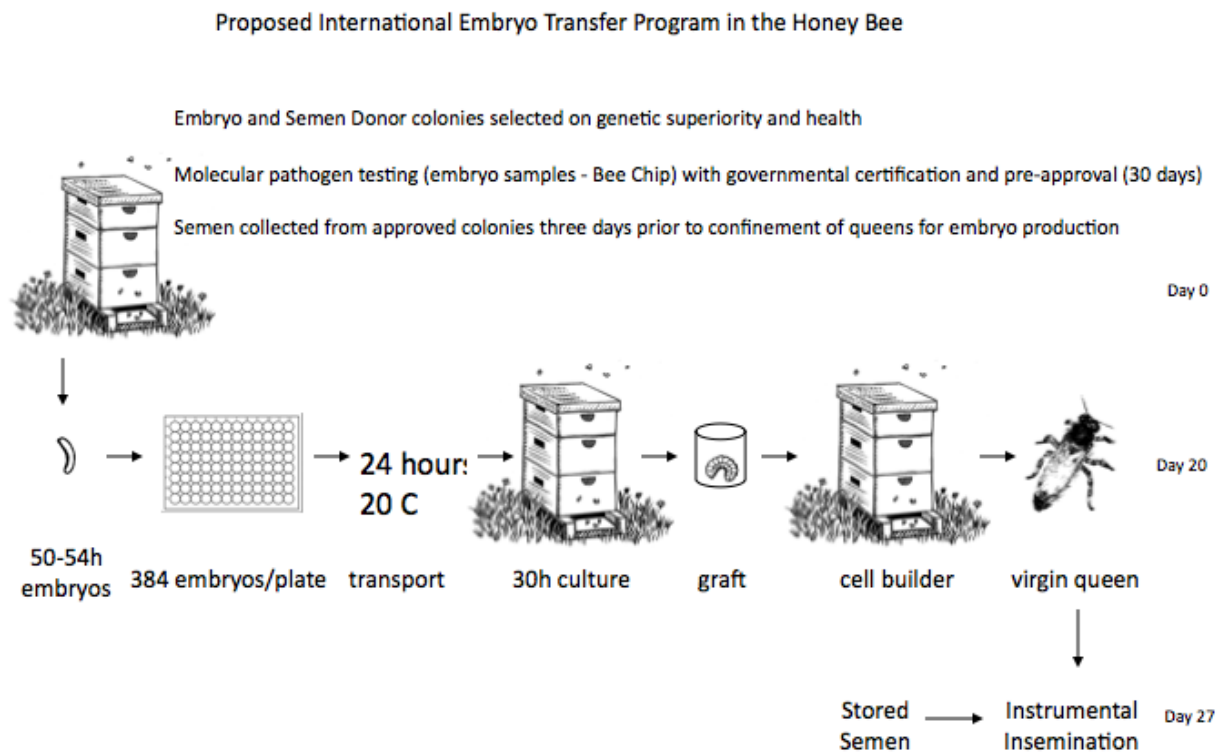 Proposed International Embryo Transfer Program in the Honey Bee
Embryo and Semen Donor colonies selected on genetic superiority and health
Molecular pathogen testing (embryo samples - Bee Chip) with governmental certification and pre-approval (30 days)
Semen collected from approved colonies three days prior to confinement of queens for embryo production
Day 0
24 hours
20 C
Day 20
50-54h
embryos
384 embryos/plate
transport
30h culture
graft
cell builder
virgin queen
Stored
Semen
Instrumental
Insemination
Day 27